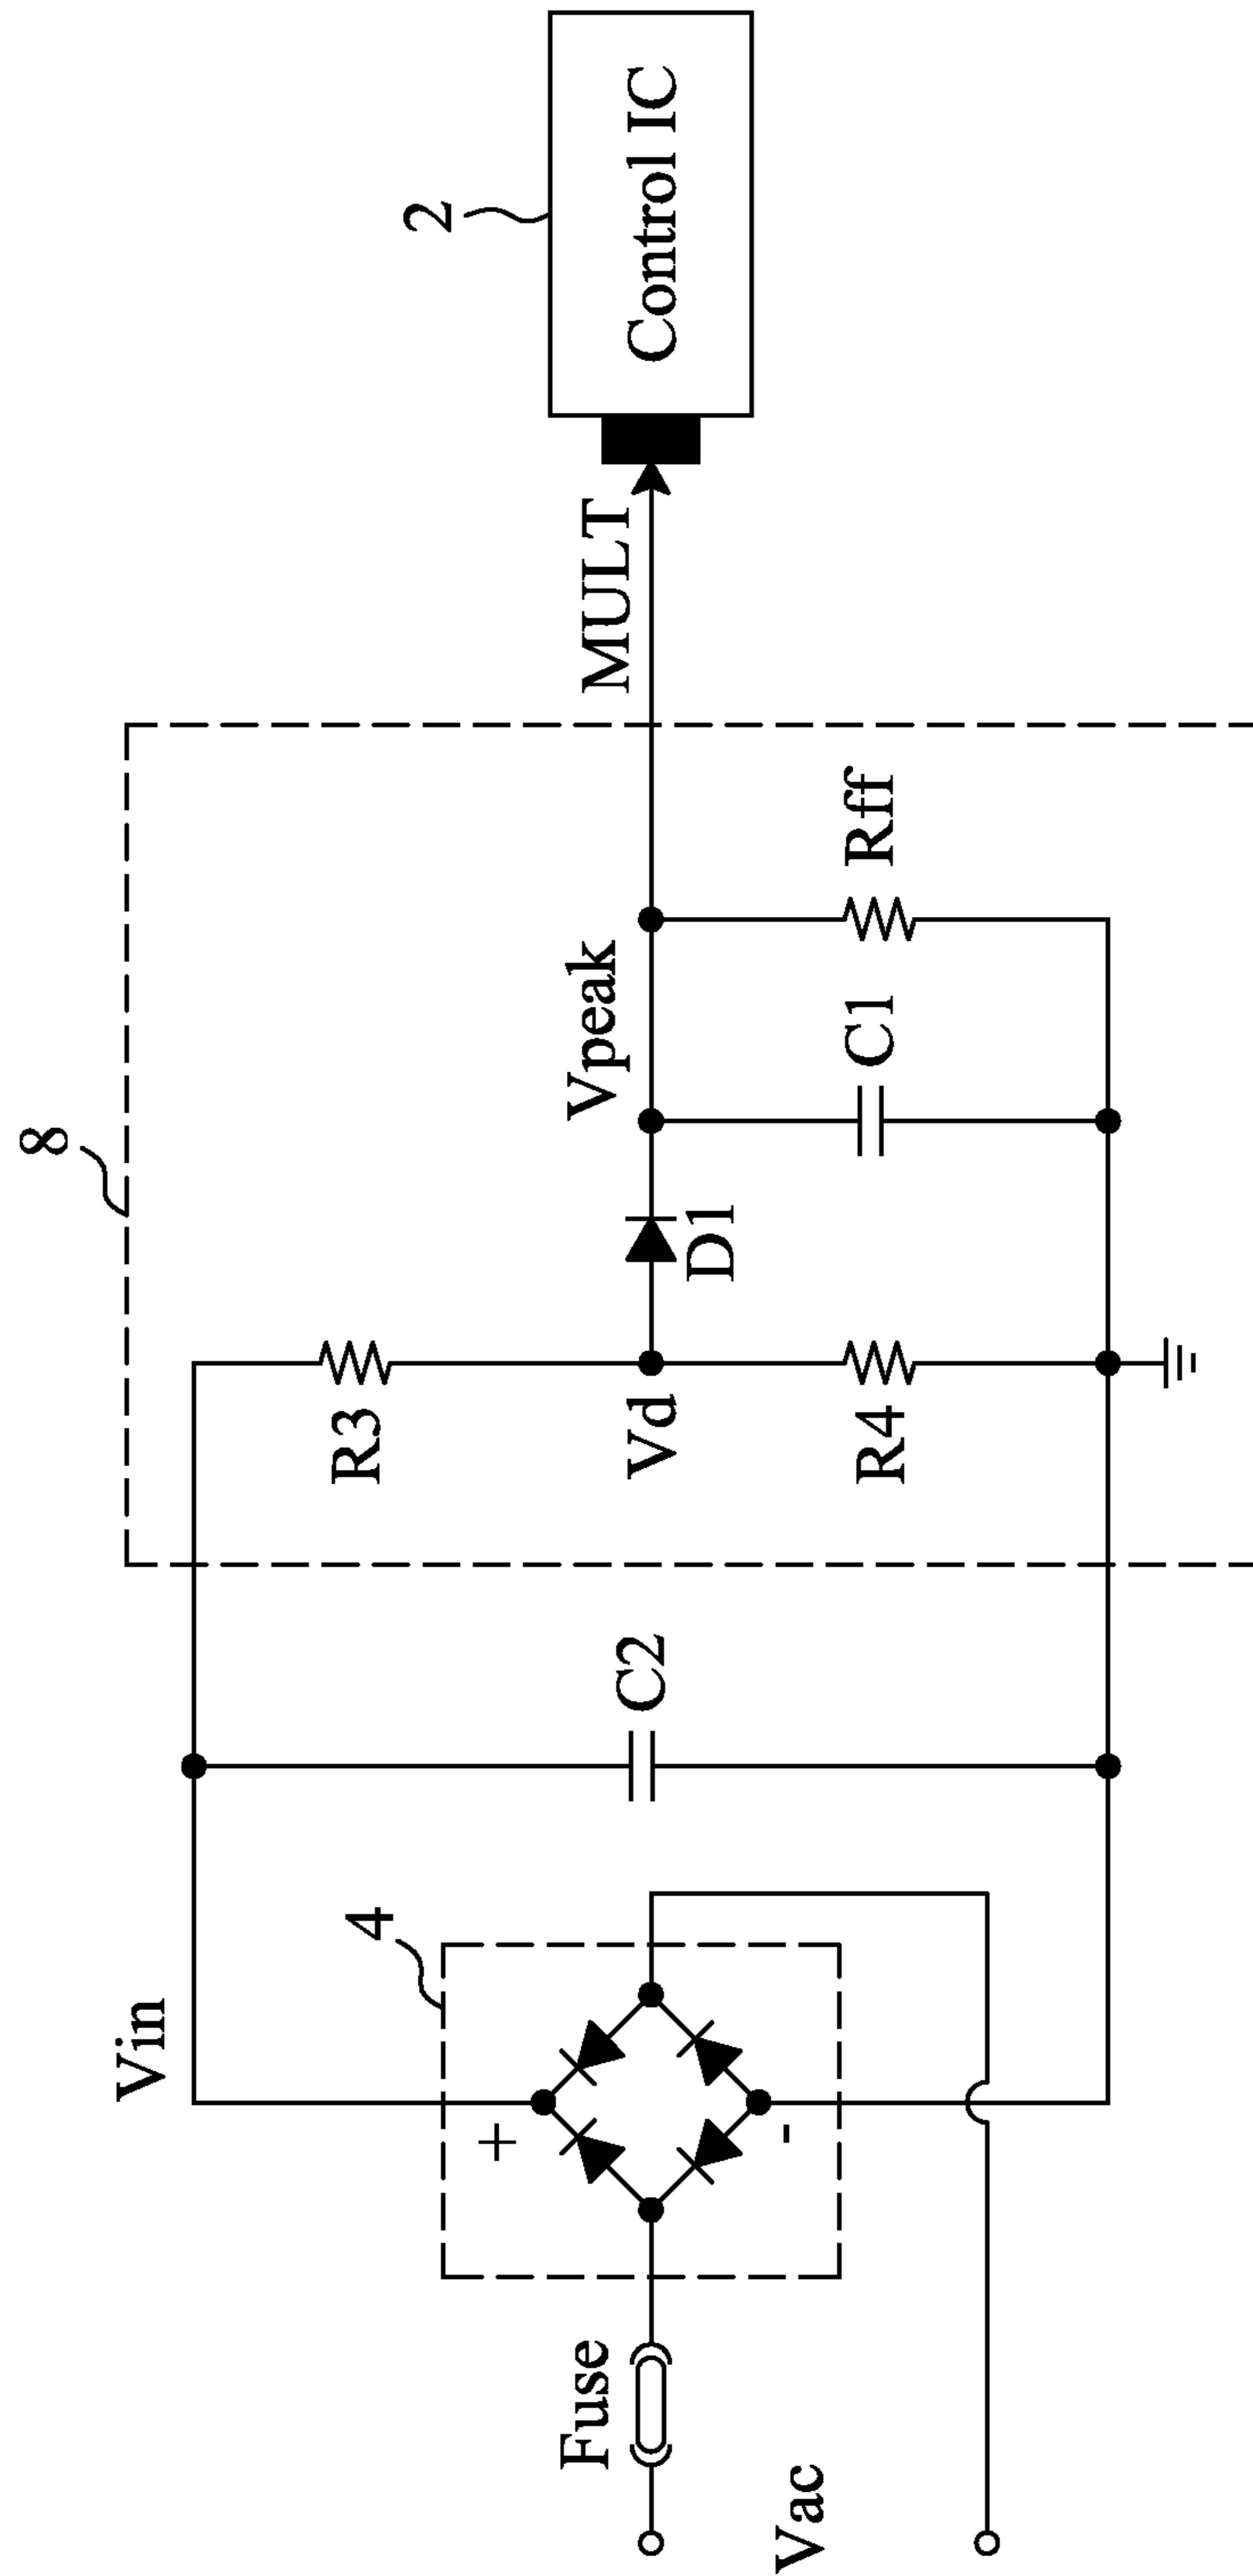 8
Vin
4
Fuse
+
-
Vac
C2
R3
Vd
R4
D1
Vpeak
C1
Rff
MULT
2
Control IC